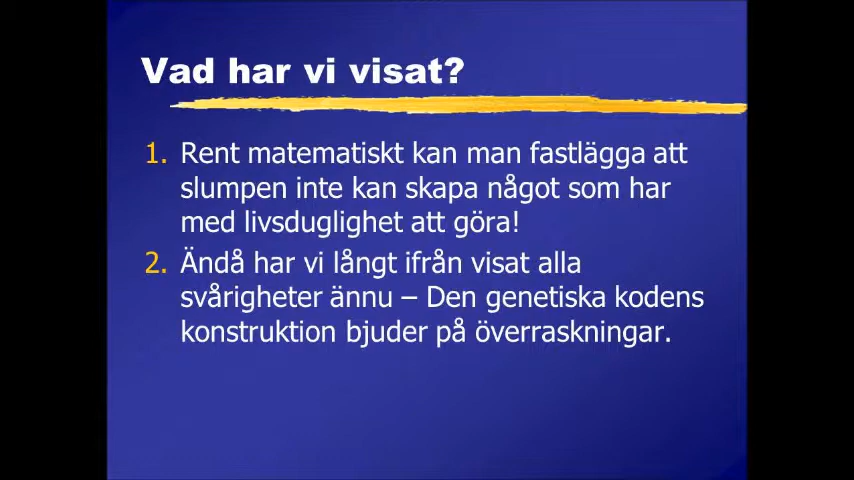 Vad har vi visat?
1. Rent matematiskt kan man fastlägga att
slumpen inte kan skapa något som har
med livsduglighet att göra!
2. Ändå har vi långt ifrån visat alla
svårigheter ännu – Den genetiska kodens
konstruktion bjuder på överraskningar.